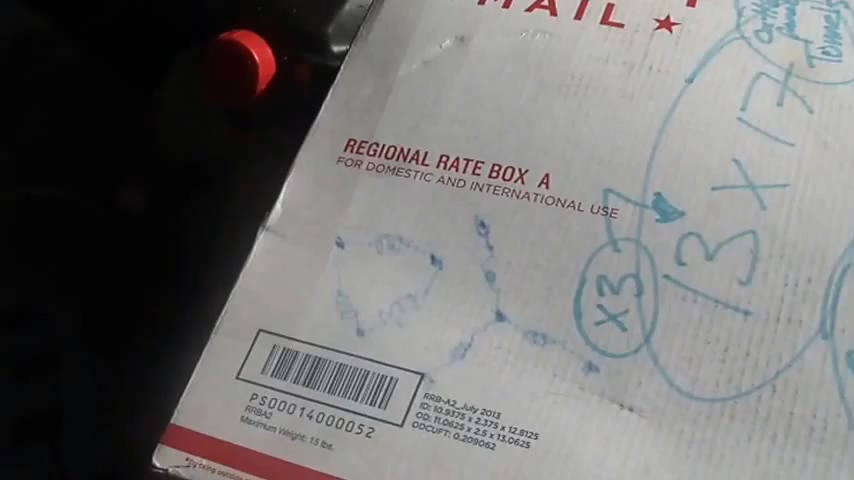 MAIL
Towels
13 x 17
REGIONAL RATE BOX A
FOR DOMESTIC AND INTERNATIONAL USE
x3
PS00014000052
RRBA2
Maximum Weight: 15 lbs.
RRB-A2_July 2013
ID: 10.9375 x 2.375 x 12.8125
OD: 11.0625 x 2.5 x 13.0625
ODCUFT: 0.209062